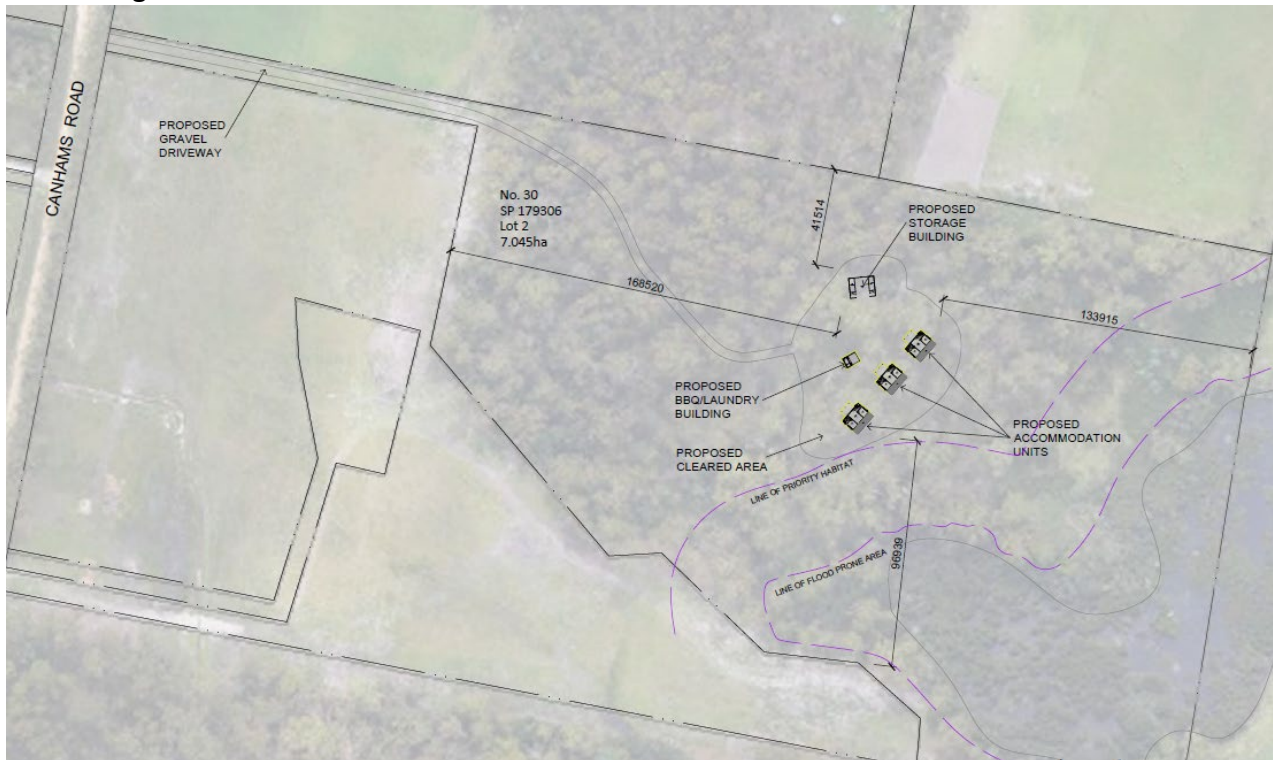 CANHAMS ROAD
PROPOSED
GRAVEL
DRIVEWAY
No. 30
SP 179306
Lot 2
7.045ha
41514
PROPOSED
STORAGE
BUILDING
168520
133915
PROPOSED
BBQ/LAUNDRY
BUILDING
PROPOSED
ACCOMMODATION
UNITS
PROPOSED
CLEARED AREA
LINE OF PRIORITY HABITAT
LINE OF FLOOD PRONE AREA
96939